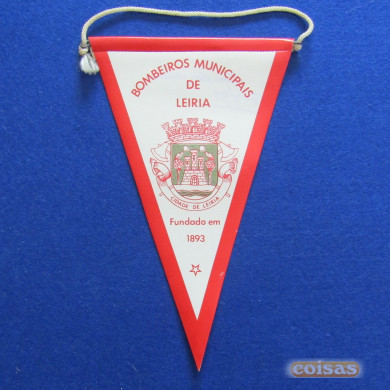 BOMBEIROS MUNICIPAIS
DE
LEIRIA
CIDADE DE LEIRIA
Fundado em
1893
coisas